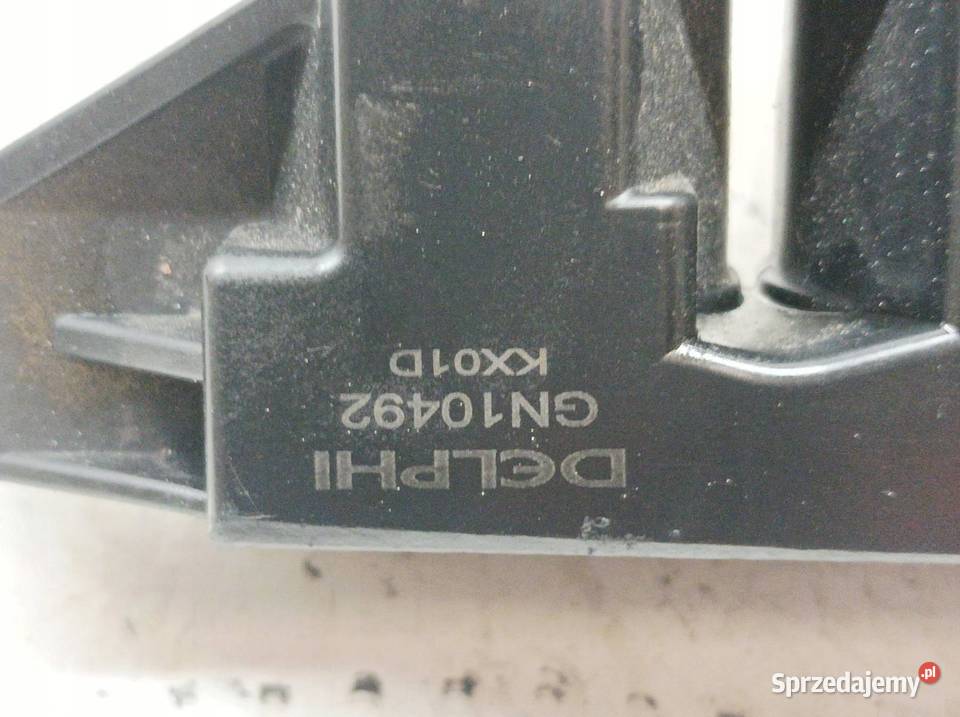 DELPHI
GN10492
KX01D
Sprzedajemy.pl